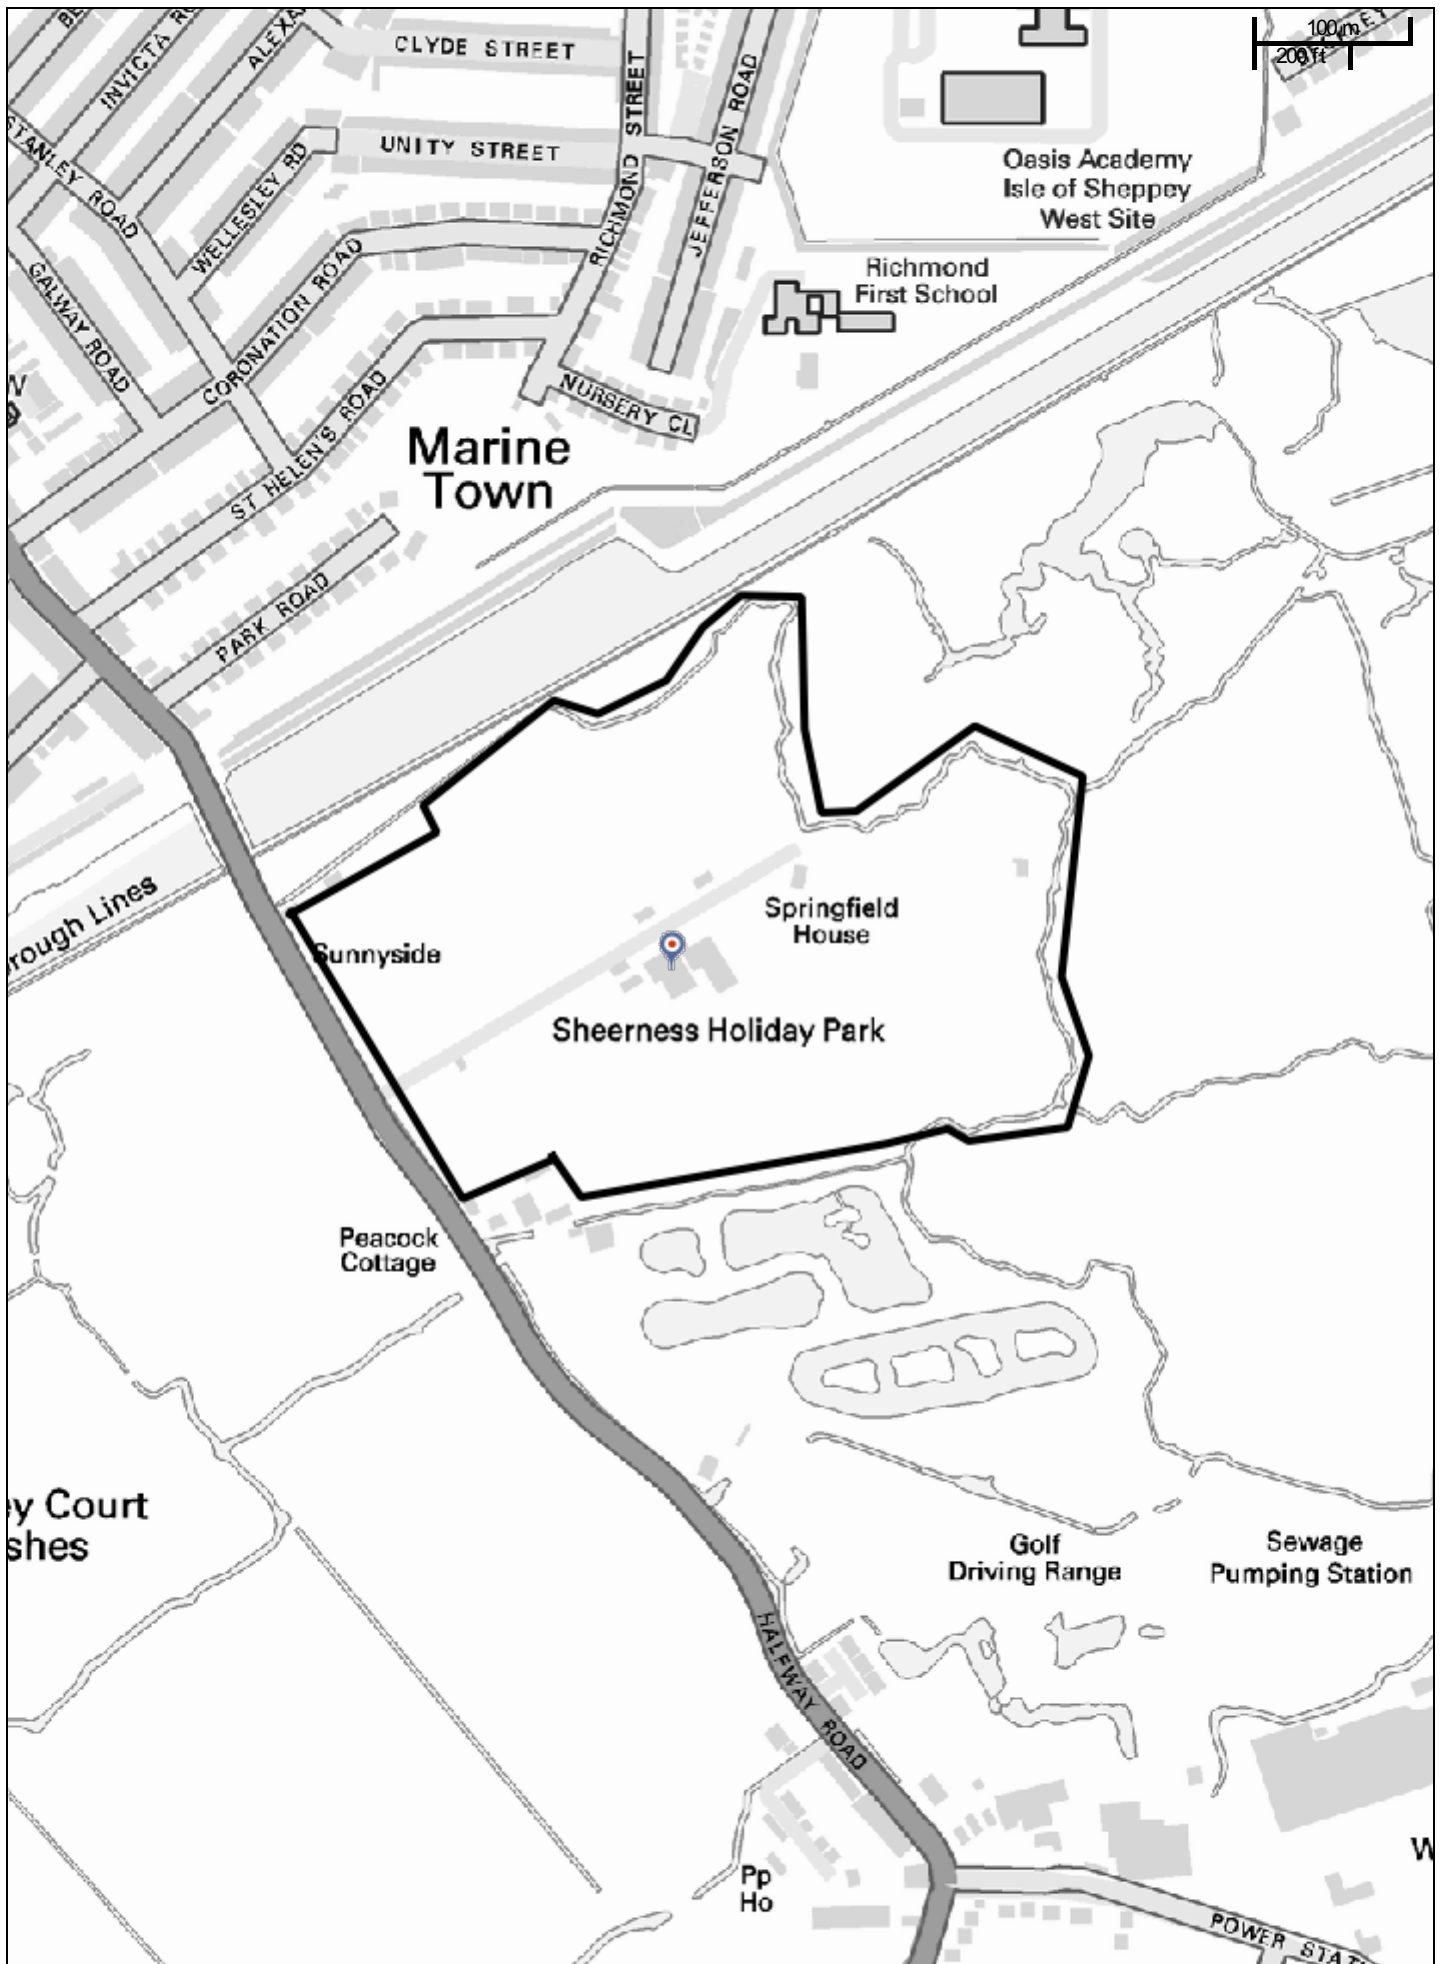 CLYDE STREET
INVICTA
STREET
100 m
200 ft
UNITY STREET
STANLEY ROAD
WELLESLEY RD
RICHMOND STREET
JEFFERSON ROAD
Oasis Academy
Isle of Sheppey
West Site
Richmond
First School
GALWAY ROAD
CORONATION ROAD
NURSERY CL
ST HELEN'S ROAD
Marine
Town
PARK ROAD
rough Lines
Sunnyside
Springfield
House
Sheerness Holiday Park
Peacock
Cottage
ey Court
shes
Golf
Driving Range
Sewage
Pumping Station
HALFWAY ROAD
Pp
Ho
W
POWER STAT